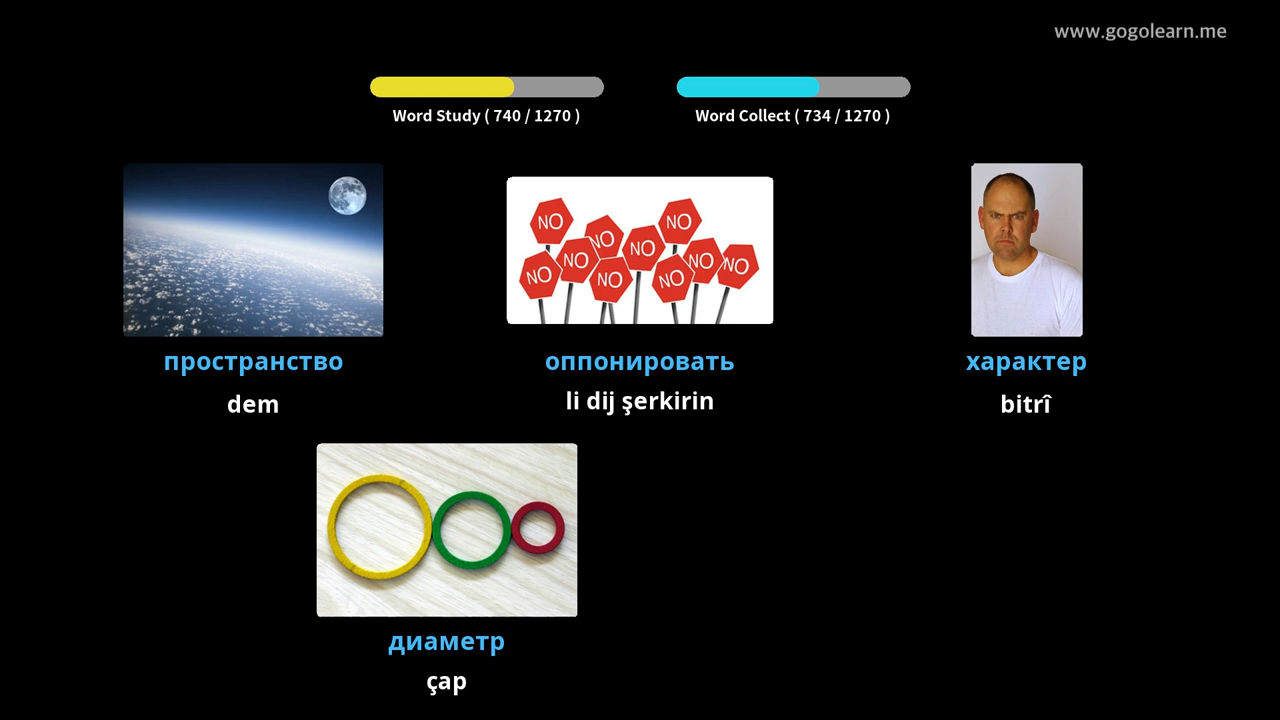 www.gogolearn.me
Word Study ( 740 / 1270 )
Word Collect ( 734 / 1270 )
NO
NO
NO
NO
NO
NO
NO
NO
NO
NO
пространство
оппонировать
характер
dem
li dij şerkirin
bitrî
диаметр
çap